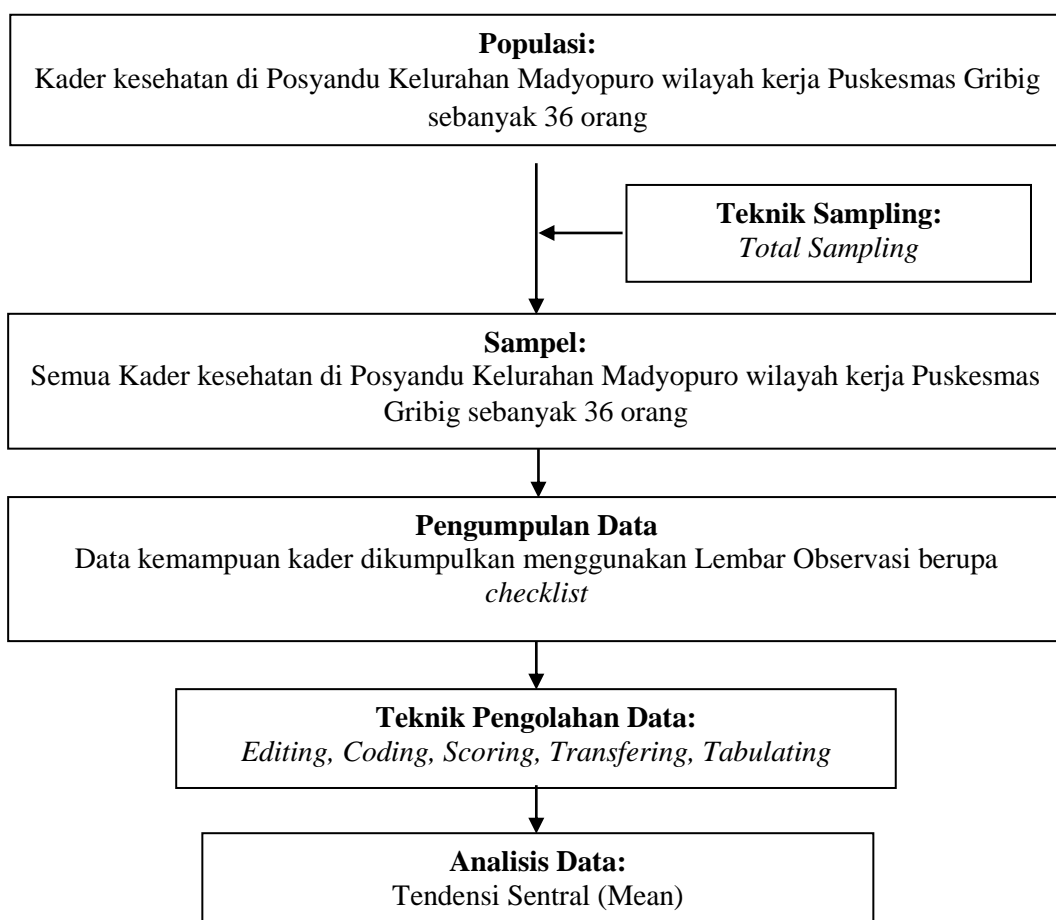 Populasi:
Kader kesehatan di Posyandu Kelurahan Madyopuro wilayah kerja Puskesmas Gribig
sebanyak 36 orang
Teknik Sampling:
Total Sampling
Sampel:
Semua Kader kesehatan di Posyandu Kelurahan Madyopuro wilayah kerja Puskesmas
Gribig sebanyak 36 orang
Pengumpulan Data
Data kemampuan kader dikumpulkan menggunakan Lembar Observasi berupa
checklist
Teknik Pengolahan Data:
Editing, Coding, Scoring, Transfering, Tabulating
Analisis Data:
Tendensi Sentral (Mean)